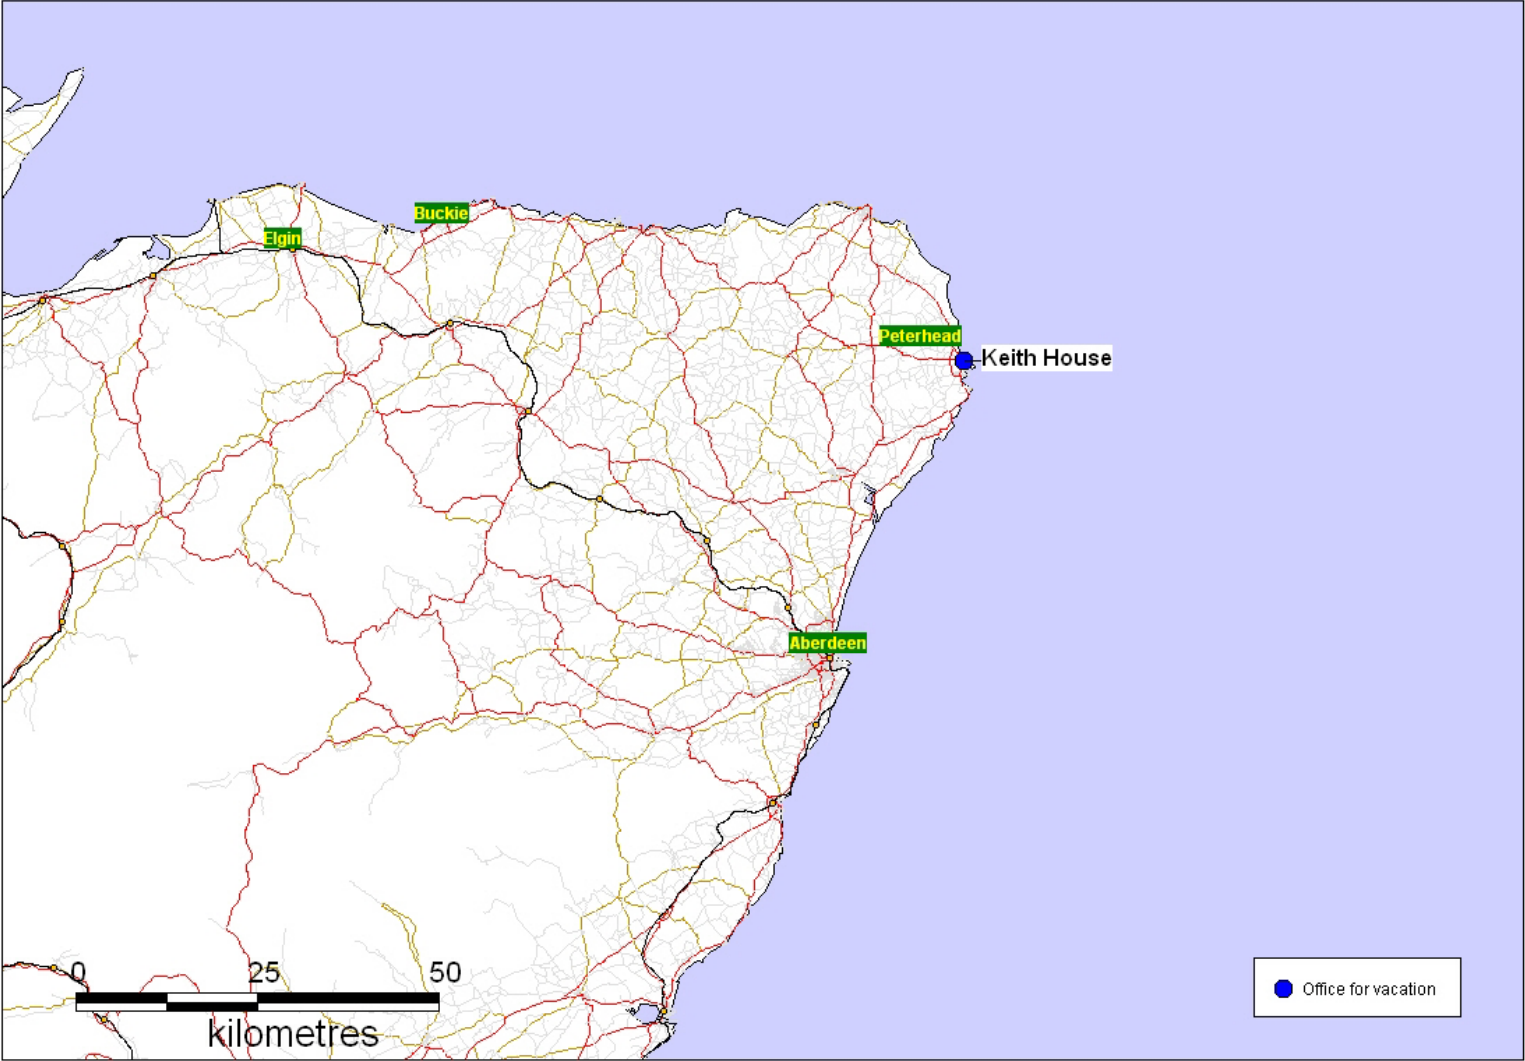 Buckie
Elgin
Peterhead
Keith House
Aberdeen
0 25 50
kilometres
Office for vacation